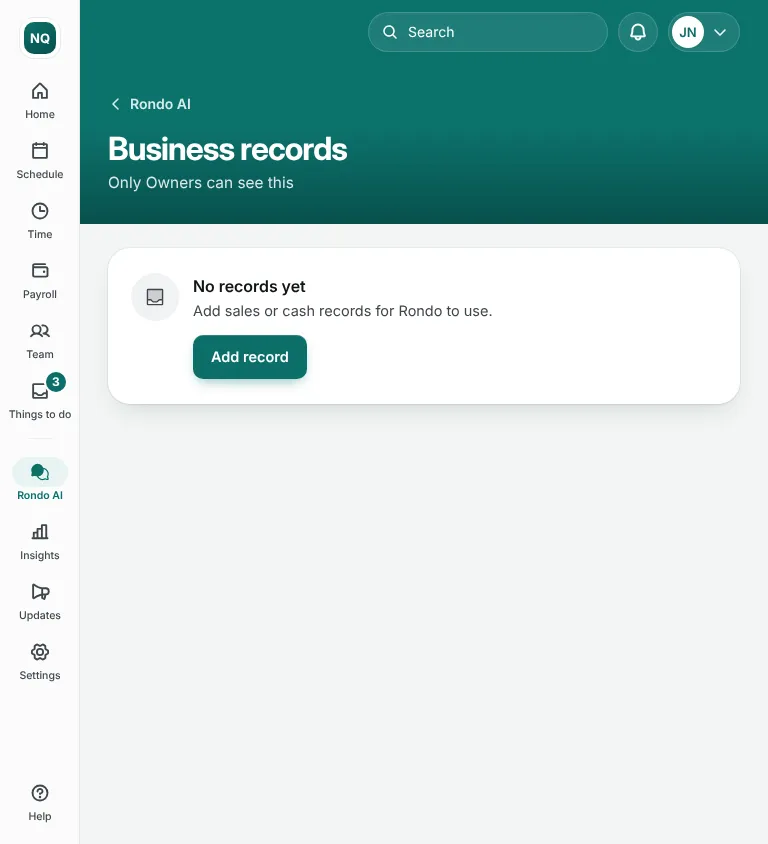 NQ
Search
JN
Home
Schedule
Time
Payroll
Team
3
Things to do
Rondo AI
Insights
Updates
Settings
Help
Rondo AI
Business records
Only Owners can see this
No records yet
Add sales or cash records for Rondo to use.
Add record